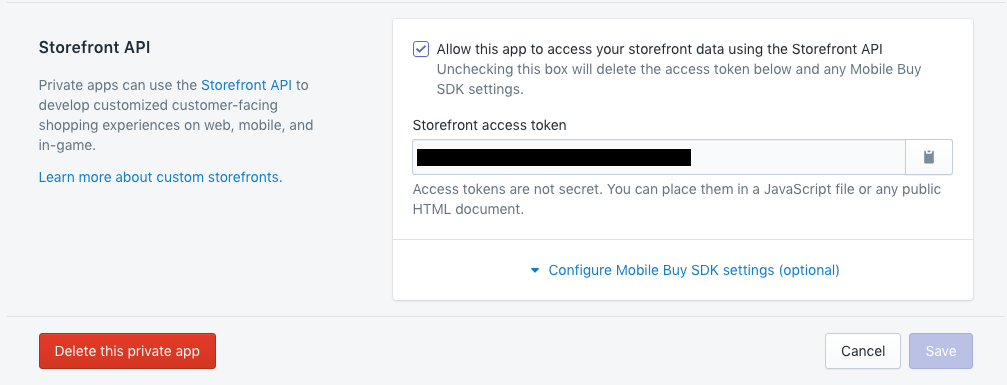 Storefront API
Private apps can use the Storefront API to
develop customized customer-facing
shopping experiences on web, mobile, and
in-game.
Learn more about custom storefronts.
Allow this app to access your storefront data using the Storefront API
Unchecking this box will delete the access token below and any Mobile Buy
SDK settings.
Storefront access token
Access tokens are not secret. You can place them in a JavaScript file or any public
HTML document.
Configure Mobile Buy SDK settings (optional)
Delete this private app
Cancel
Save